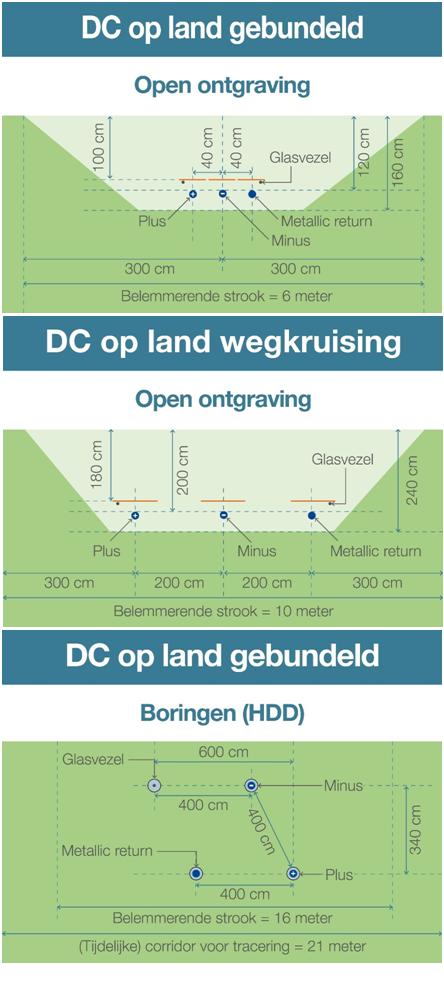 DC op land gebundeld
Open ontgraving
100 cm
40 cm
40 cm
Glasvezel
120 cm
160 cm
Plus
Metallic return
Minus
300 cm
300 cm
Belemmerende strook = 6 meter
DC op land wegkruising
Open ontgraving
180 cm
200 cm
Glasvezel
240 cm
Plus
Minus
Metallic return
300 cm
200 cm
200 cm
300 cm
Belemmerende strook = 10 meter
DC op land gebundeld
Boringen (HDD)
600 cm
Glasvezel
Minus
400 cm
400 cm
340 cm
Metallic return
Plus
400 cm
Belemmerende strook = 16 meter
(Tijdelijke) corridor voor tracering = 21 meter